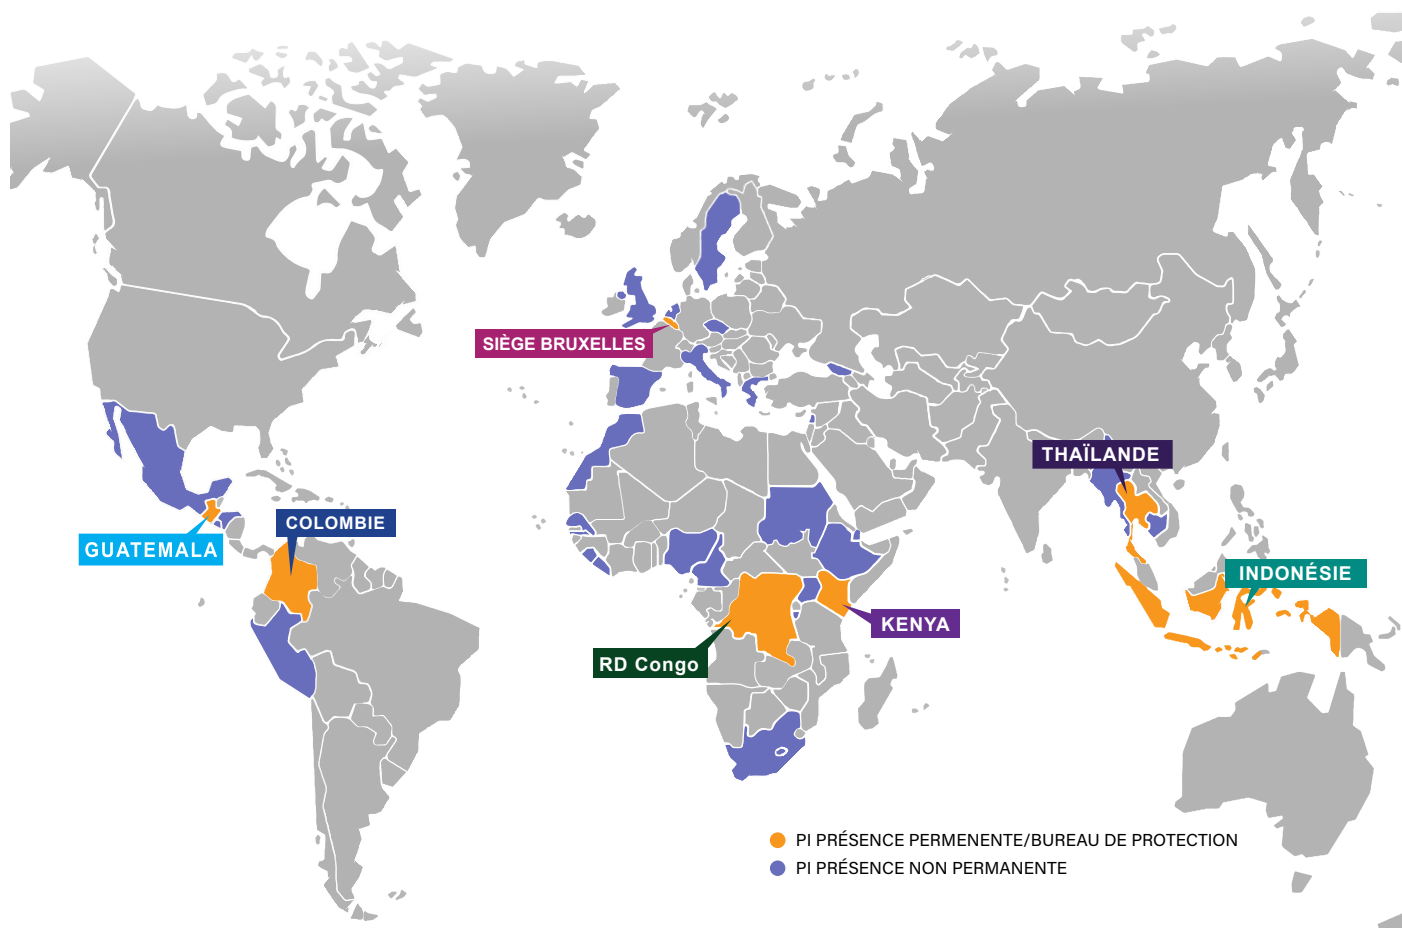 SIÈGE BRUXELLES
THAÏLANDE
COLOMBIE
GUATEMALA
INDONÉSIE
KENYA
RD Congo
PI PRÉSENCE PERMENENTE/BUREAU DE PROTECTION
PI PRÉSENCE NON PERMANENTE